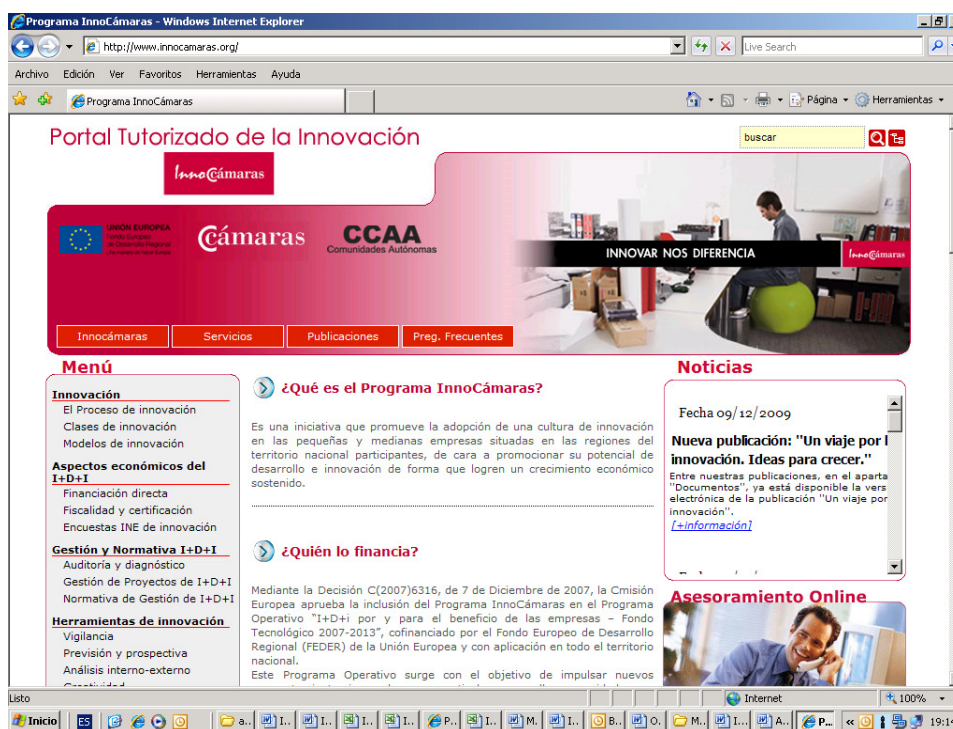 Programa InnoCámaras - Windows Internet Explorer
http://www.innocamaras.org/
Live Search
Archivo Edición Ver Favoritos Herramientas Ayuda
Programa InnoCámaras
Página
Herramientas
Portal Tutorizado de la Innovación
buscar
InnoCámaras
UNIÓN EUROPEA
Fondo Europeo
de Desarrollo Regional
Cámaras
CCAA
Comunidades Autónomas
INNOVAR NOS DIFERENCIA
InnoCámaras
Innocámaras Servicios Publicaciones Preg. Frecuentes
Menú
Innovación
El Proceso de innovación
Clases de innovación
Modelos de innovación
Aspectos económicos del
I+D+I
Financiación directa
Fiscalidad y certificación
Encuestas INE de innovación
Gestión y Normativa I+D+I
Auditoría y diagnóstico
Gestión de Proyectos de I+D+I
Normativa de Gestión de I+D+I
Herramientas de innovación
Vigilancia
Previsión y prospectiva
Análisis interno-externo
¿Qué es el Programa InnoCámaras?
Es una iniciativa que promueve la adopción de una cultura de innovación
en las pequeñas y medianas empresas situadas en las regiones del
territorio nacional participantes, de cara a promocionar su potencial de
desarrollo e innovación de forma que logren un crecimiento económico
sostenido.
¿Quién lo financia?
Mediante la Decisión C(2007)6316, de 7 de Diciembre de 2007, la Cmisión
Europea aprueba la inclusión del Programa InnoCámaras en el Programa
Operativo "I+D+i por y para el beneficio de las empresas – Fondo
Tecnológico 2007-2013", cofinanciado por el Fondo Europeo de Desarrollo
Regional (FEDER) de la Unión Europea y con aplicación en todo el territorio
nacional.
Este Programa Operativo surge con el objetivo de impulsar nuevos
Noticias
Fecha 09/12/2009
Nueva publicación: "Un viaje por l
innovación. Ideas para crecer."
Entre nuestras publicaciones, en el aparta
"Documentos", ya está disponible la vers
electrónica de la publicación "Un viaje por
innovación".
[+información]
Asesoramiento Online
Listo
Internet
100%
Inicio
ES
a.. I.. I.. I.. I.. P.. I.. M. I.. B.. O. M.. I... A.. P...
19:14